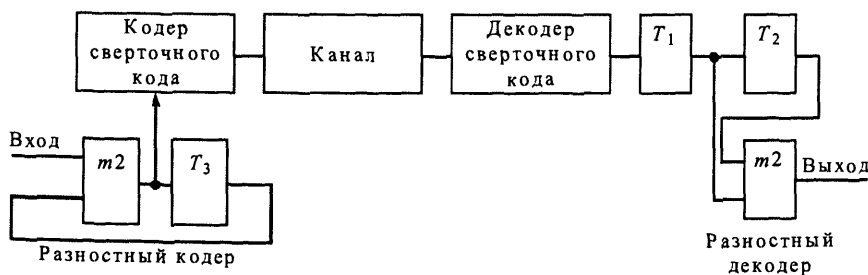 Кодер
сверточного
кода
Канал
Декодер
сверточного
кода
T₁
T₂
Вход
m2
T₃
m2
Выход
Разностный кодер
Разностный
декодер